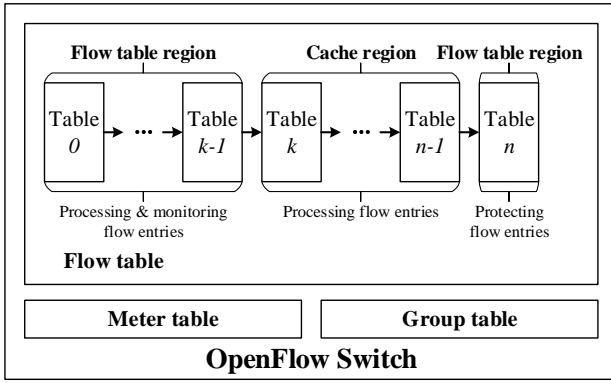 Flow table region Cache region Flow table region
Table Table Table Table Table
0 ... k-1 k ... n-1 n
Processing & monitoring flow entries
Processing flow entries
Protecting flow entries
Flow table
Meter table Group table
OpenFlow Switch